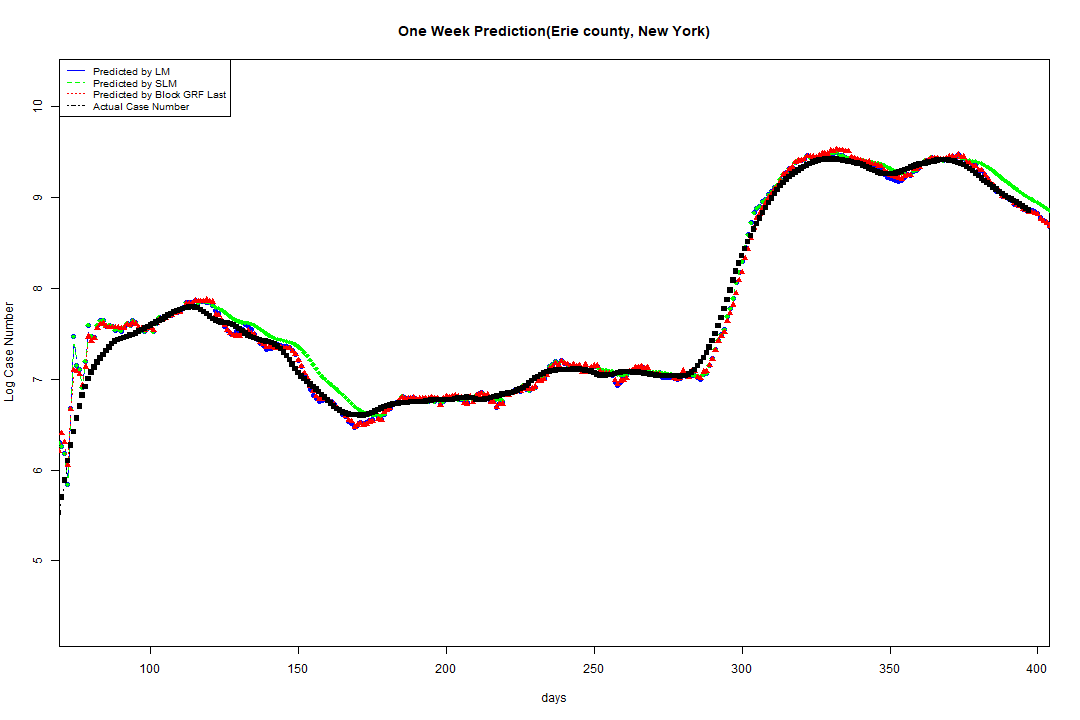 One Week Prediction(Erie county, New York)
Predicted by LM
Predicted by SLM
Predicted by Block GRF Last
Actual Case Number
10
9
8
7
6
5
Log Case Number
100 150 200 250 300 350 400
days